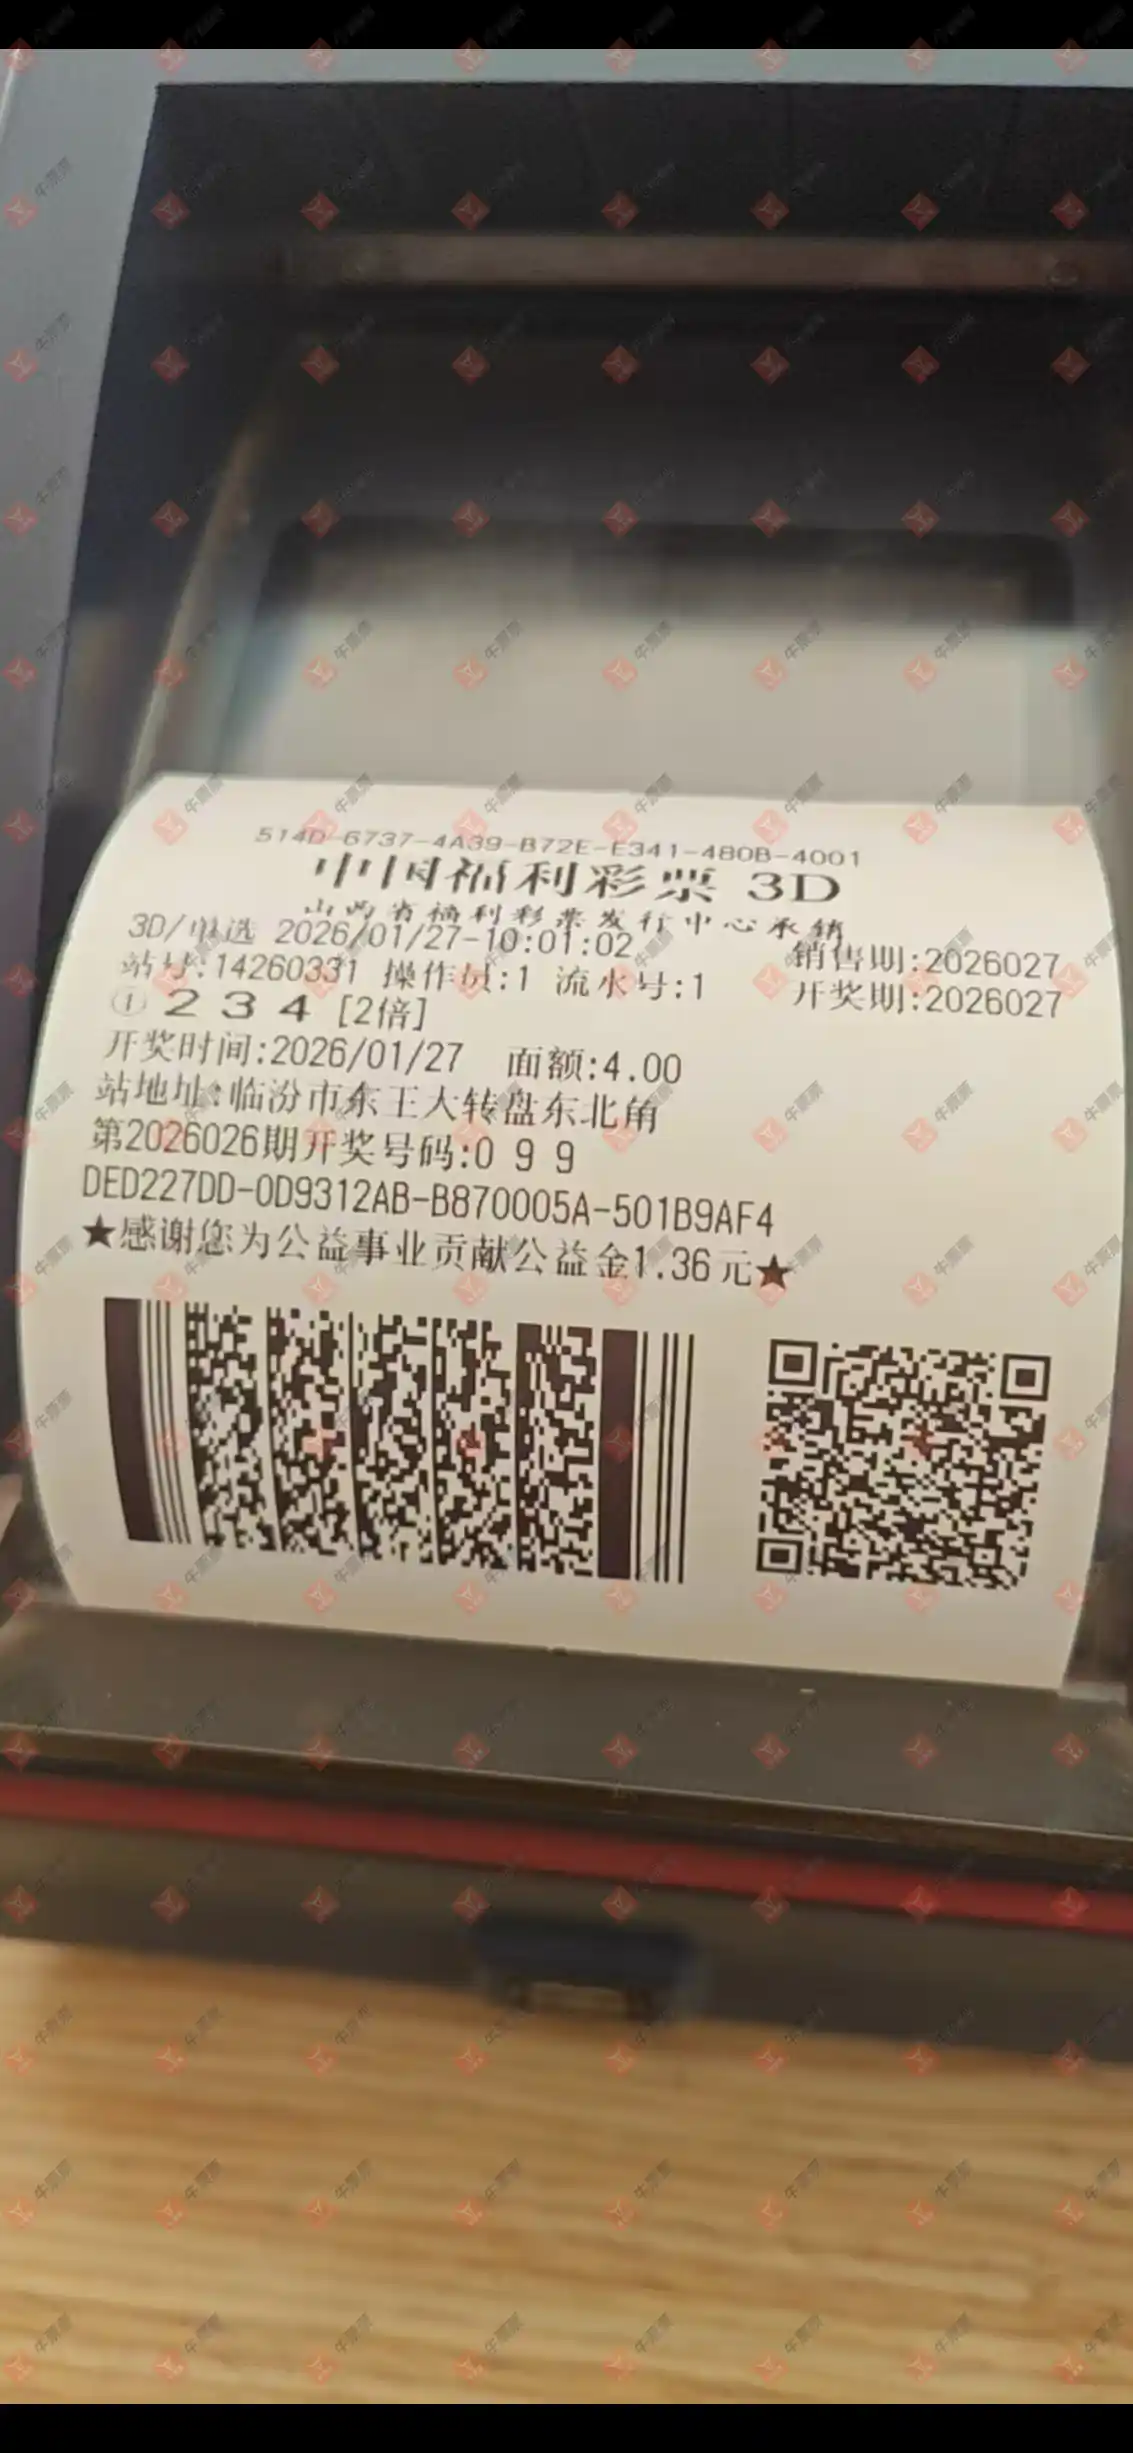 514D-6737-4A39-B72E-E341-480B-4001
中国福利彩票 3D
山西省福利彩票发行中心承销
3D/单选 2026/01/27-10:01:02 销售期:2026027
站号:14260331 操作员:1 流水号:1 开奖期:2026027
① 2 3 4 [2倍]
开奖时间:2026/01/27 面额:4.00
站地址:临汾市东王大转盘东北角
第2026026期开奖号码:0 9 9
DED227DD-0D9312AB-B870005A-501B9AF4
★感谢您为公益事业贡献公益金1.36元★
牛票票